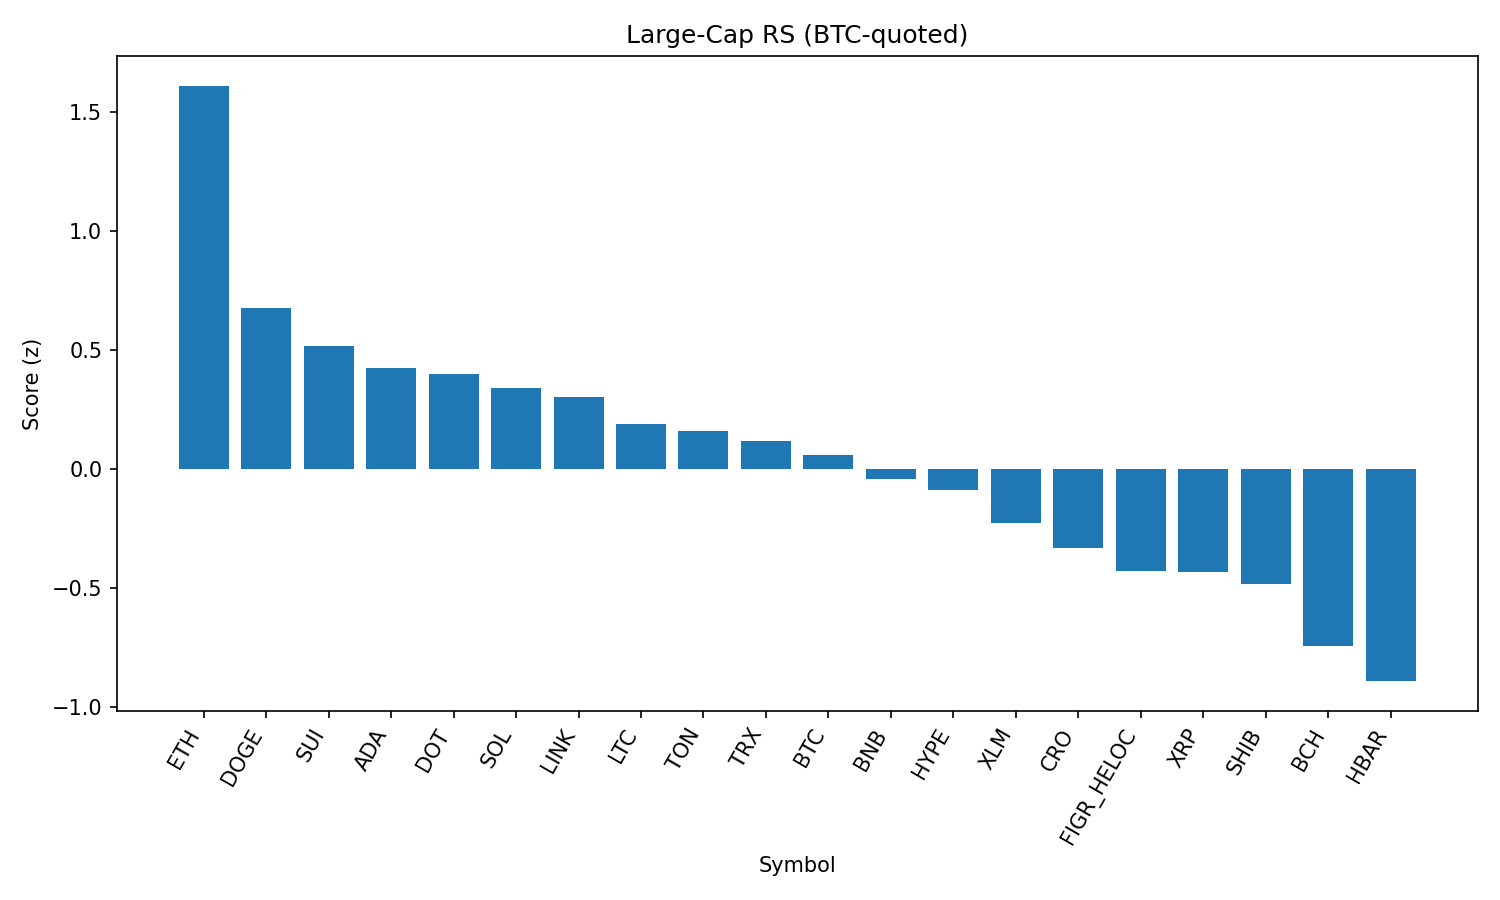 Large-Cap RS (BTC-quoted)
Score (z)
1.5
1.0
0.5
0.0
−0.5
−1.0
ETH
DOGE
SUI
ADA
DOT
SOL
LINK
LTC
TON
TRX
BTC
BNB
HYPE
XLM
CRO
FIGR_HELOC
XRP
SHIB
BCH
HBAR
Symbol